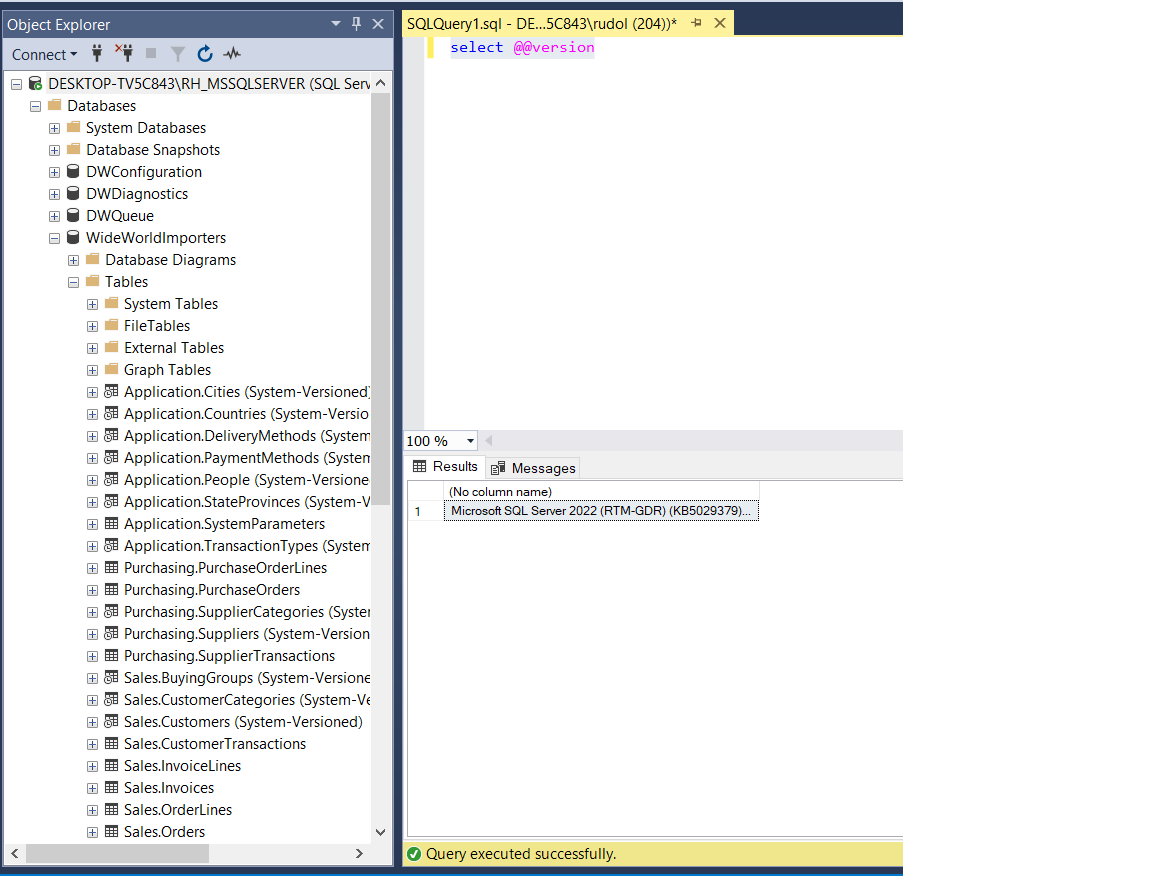 Object Explorer
Connect
DESKTOP-TV5C843\RH_MSSQLSERVER (SQL Serv
Databases
System Databases
Database Snapshots
DWConfiguration
DWDiagnostics
DWQueue
WideWorldImporters
Database Diagrams
Tables
System Tables
FileTables
External Tables
Graph Tables
Application.Cities (System-Versioned)
Application.Countries (System-Versio
Application.DeliveryMethods (System
Application.PaymentMethods (System
Application.People (System-Versione
Application.StateProvinces (System-V
Application.SystemParameters
Application.TransactionTypes (System
Purchasing.PurchaseOrderLines
Purchasing.PurchaseOrders
Purchasing.SupplierCategories (System
Purchasing.Suppliers (System-Version
Purchasing.SupplierTransactions
Sales.BuyingGroups (System-Versione
Sales.CustomerCategories (System-Ve
Sales.Customers (System-Versioned)
Sales.CustomerTransactions
Sales.InvoiceLines
Sales.Invoices
Sales.OrderLines
Sales.Orders
SQLQuery1.sql - DE...5C843\rudol (204))*
select @@version
100 %
Results Messages
(No column name)
1 Microsoft SQL Server 2022 (RTM-GDR) (KB5029379)...
Query executed successfully.